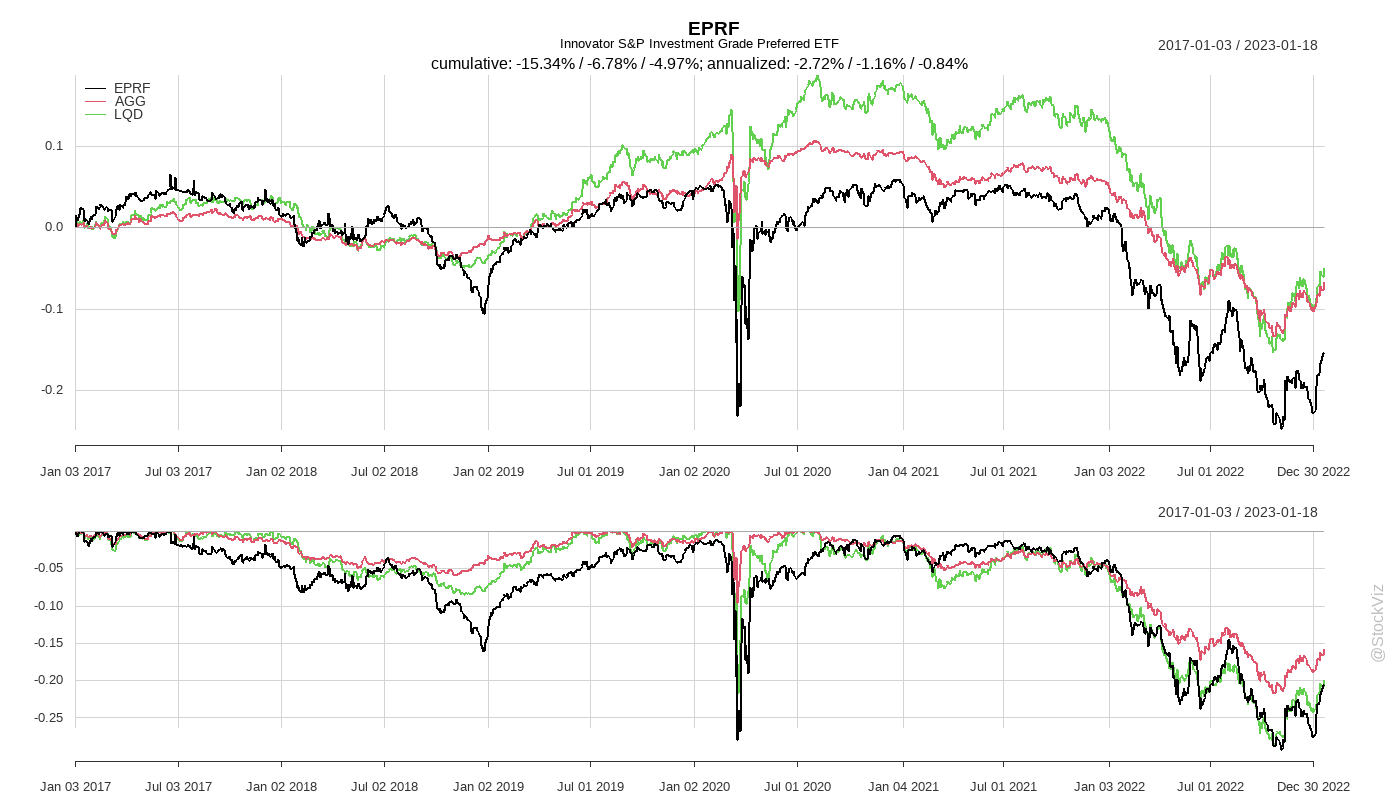 EPRF
Innovator S&P Investment Grade Preferred ETF
2017-01-03 / 2023-01-18
cumulative: -15.34% / -6.78% / -4.97%; annualized: -2.72% / -1.16% / -0.84%
EPRF
AGG
LQD
0.1
0.0
-0.1
-0.2
Jan 03 2017 Jul 03 2017 Jan 02 2018 Jul 02 2018 Jan 02 2019 Jul 01 2019 Jan 02 2020 Jul 01 2020 Jan 04 2021 Jul 01 2021 Jan 03 2022 Jul 01 2022 Dec 30 2022
2017-01-03 / 2023-01-18
-0.05
-0.10
-0.15
-0.20
-0.25
Jan 03 2017 Jul 03 2017 Jan 02 2018 Jul 02 2018 Jan 02 2019 Jul 01 2019 Jan 02 2020 Jul 01 2020 Jan 04 2021 Jul 01 2021 Jan 03 2022 Jul 01 2022 Dec 30 2022
@StockViz